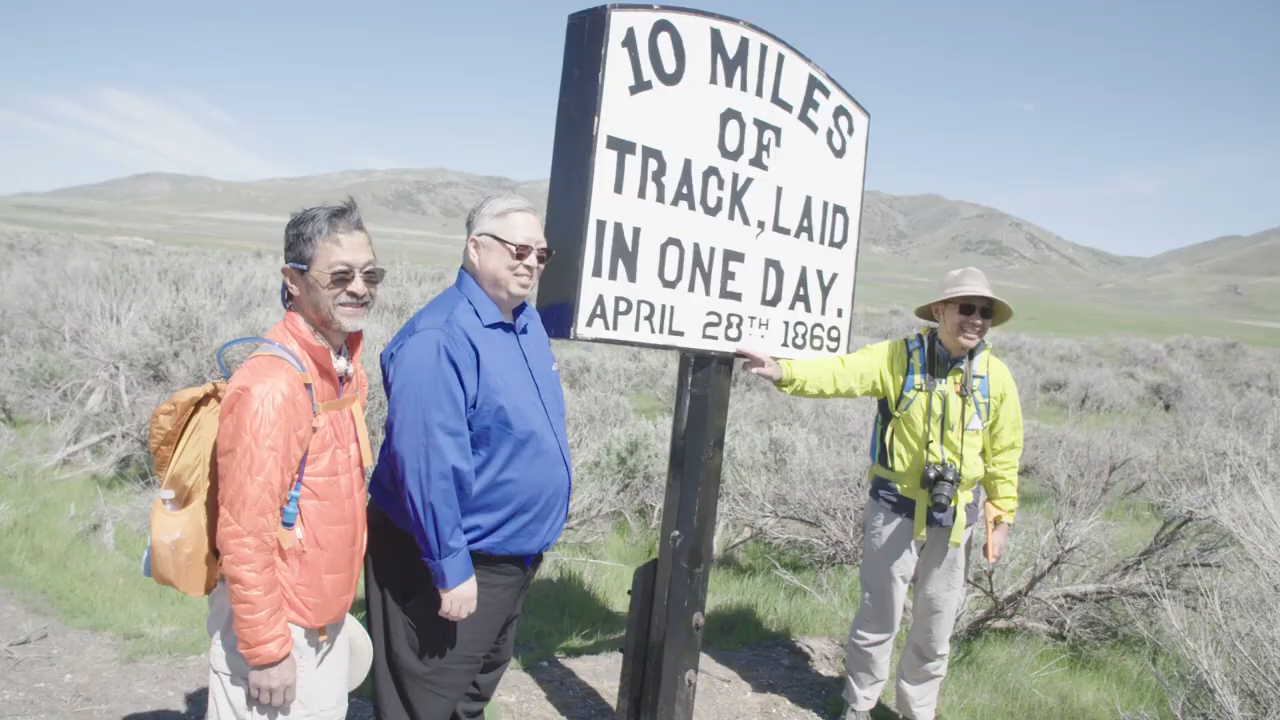 10 MILES
OF
TRACK, LAID
IN ONE DAY.
APRIL 28TH 1869